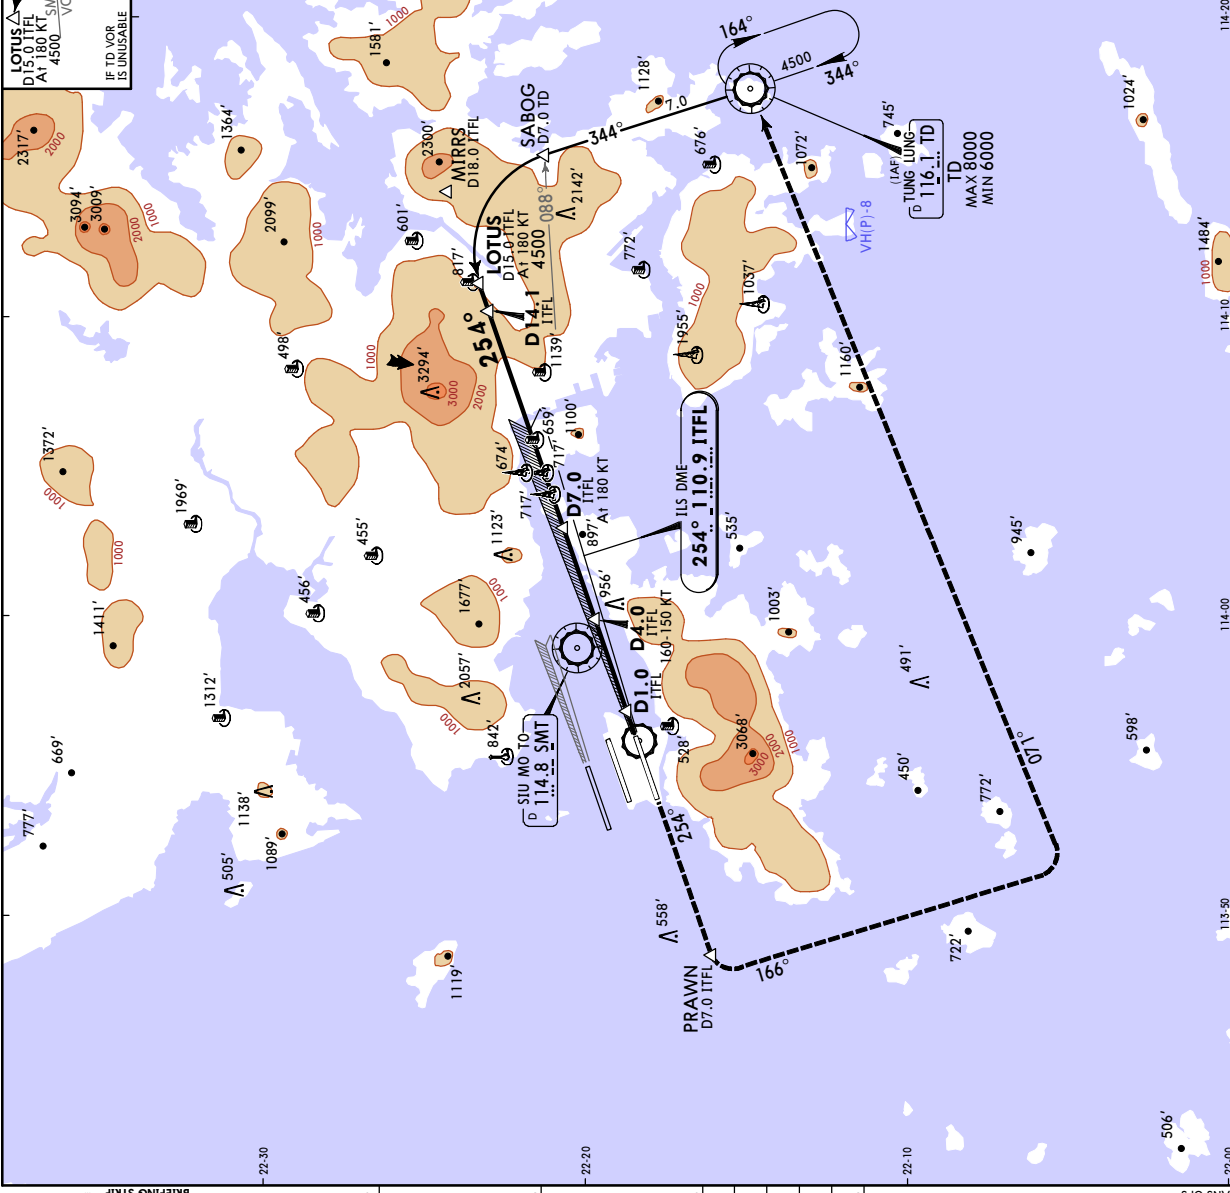 LOTUS
D15.0 ITFL
At 180 KT
4500
IF TD VOR
IS UNUSABLE
114-20
1000
1581'
164°
4500
344°
1128'
7.0
2317'
2000
1364'
3094'
3009'
2000
1000
2099'
1000
2300'
MIRRS
D18.0 ITFL
SABOG
D7.0 TD
344°
676'
1072'
745'
(IAF)
D TUNG LUNG
116.1 TD
TD
MAX 8000
MIN 6000
1024'
1484'
1000
VH(P)-8
601'
817'
2142'
088°
LOTUS
D15.0 ITFL
At 180 KT
4500
772'
1037'
1000
1955'
114-10
D14.1
ITFL
254°
498'
1000
3294'
3000
2000
1139'
1160'
1372'
1000
674'
659'
717'
717'
1100'
1969'
455'
1000
1411'
456'
1123'
D7.0
ITFL
At 180 KT
897'
ILS DME
254° 110.9 ITFL
535'
945'
1677'
1000
956'
D4.0
ITFL
160-150 KT
114-00
1003'
491'
2057'
1000
1312'
842'
D SIU MO TO
114.8 SMT
D1.0
ITFL
528'
3068'
3000
2000
1000
669'
777'
1138'
1089'
505'
450'
772'
071°
598'
254°
558'
113-50
722'
166°
PRAWN
D7.0 ITFL
1119'
506'
22-30
22-20
22-10
22-00
BRIEFING STRIP